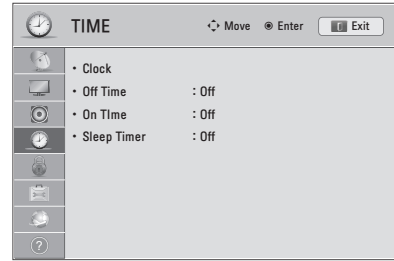 TIME Move Enter Exit
• Clock
• Off Time : Off
• On TIme : Off
• Sleep Timer : Off
?